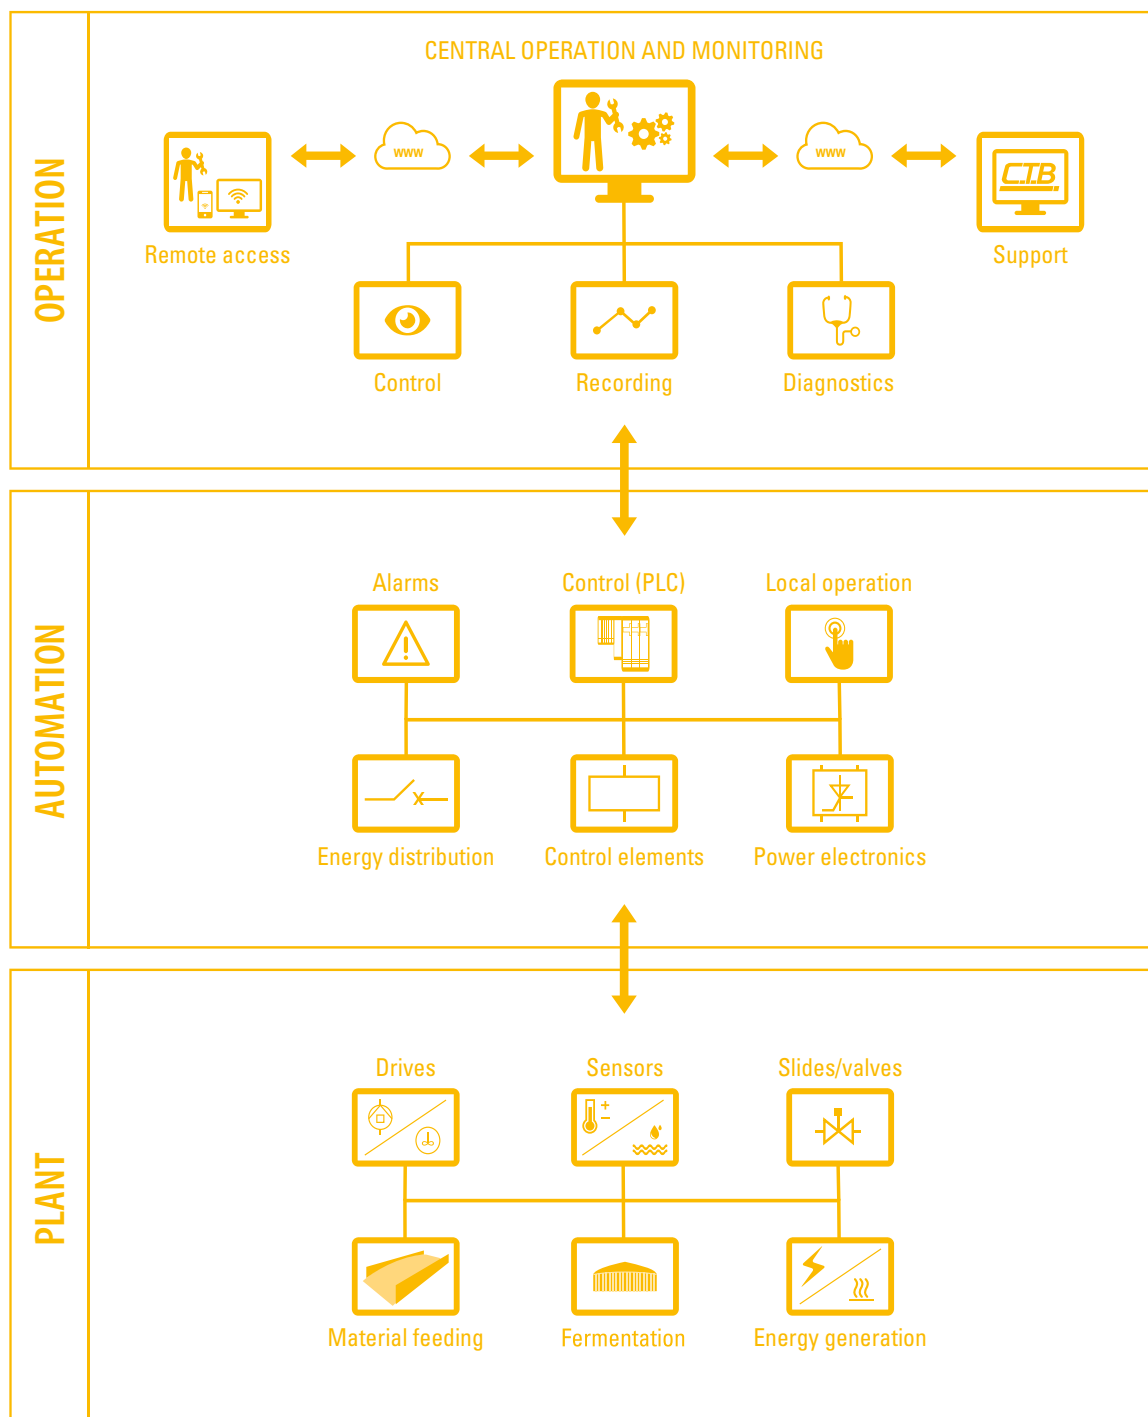 OPERATION
CENTRAL OPERATION AND MONITORING
www
www
C.T.B.
Remote access
Support
Control
Recording
Diagnostics
AUTOMATION
Alarms
Control (PLC)
Local operation
Energy distribution
Control elements
Power electronics
PLANT
Drives
Sensors
Slides/valves
Material feeding
Fermentation
Energy generation